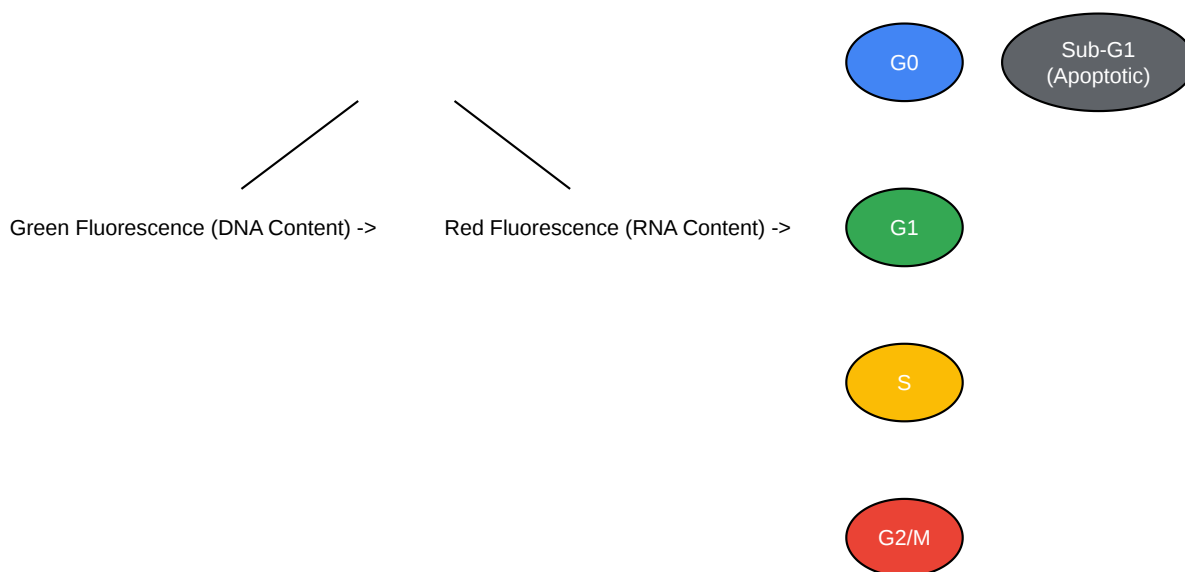 G0
Sub-G1
(Apoptotic)
Green Fluorescence (DNA Content) ->
Red Fluorescence (RNA Content) ->
G1
S
G2/M